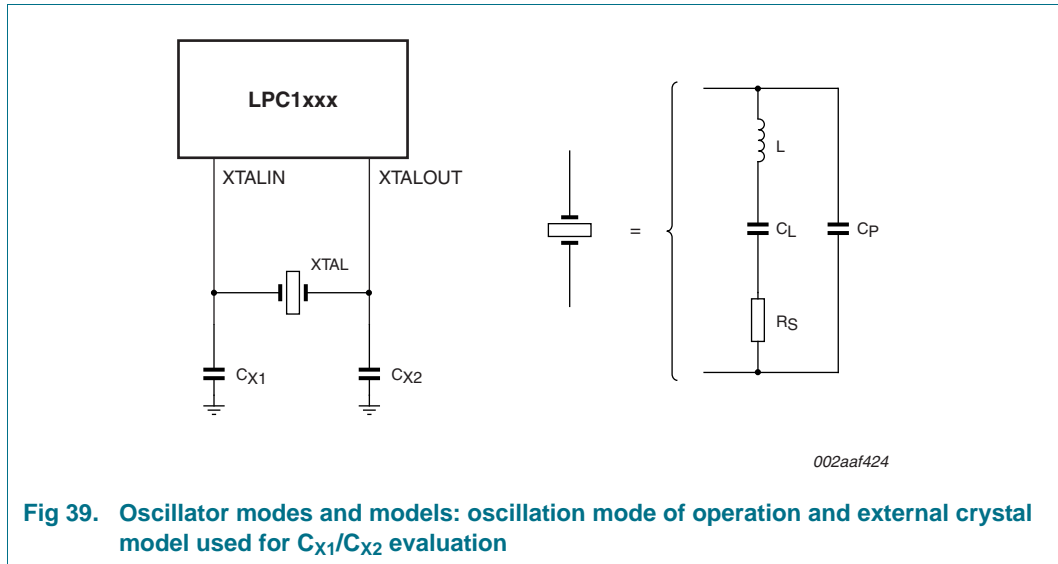 LPC1xxx
XTALIN
XTALOUT
XTAL
CX1
CX2
=
L
CL
CP
RS
002aaf424
Fig 39. Oscillator modes and models: oscillation mode of operation and external crystal
model used for CX1/CX2 evaluation